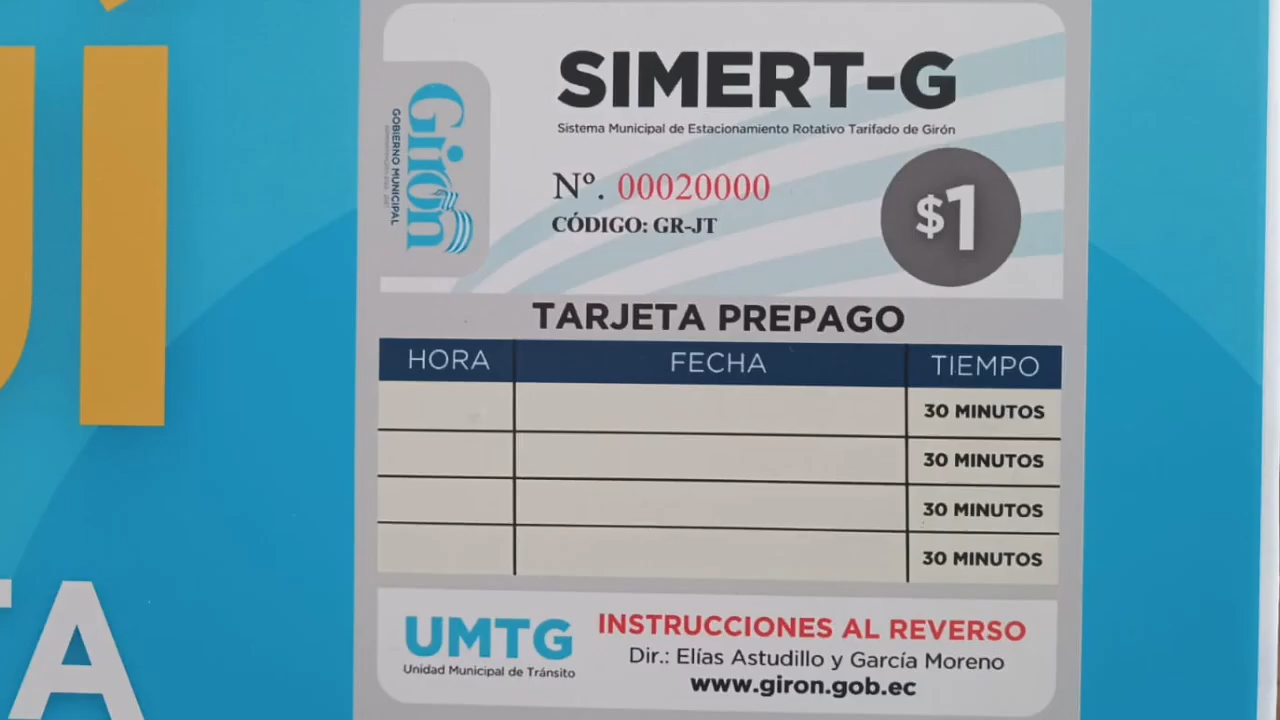 SIMERT-G
Sistema Municipal de Estacionamiento Rotativo Tarifado de Girón
Girón
GOBIERNO MUNICIPAL
Nº. 00020000
CÓDIGO: GR-JT
$1
TARJETA PREPAGO
HORA FECHA TIEMPO
30 MINUTOS
30 MINUTOS
30 MINUTOS
30 MINUTOS
UMTG
Unidad Municipal de Tránsito
INSTRUCCIONES AL REVERSO
Dir.: Elías Astudillo y García Moreno
www.giron.gob.ec